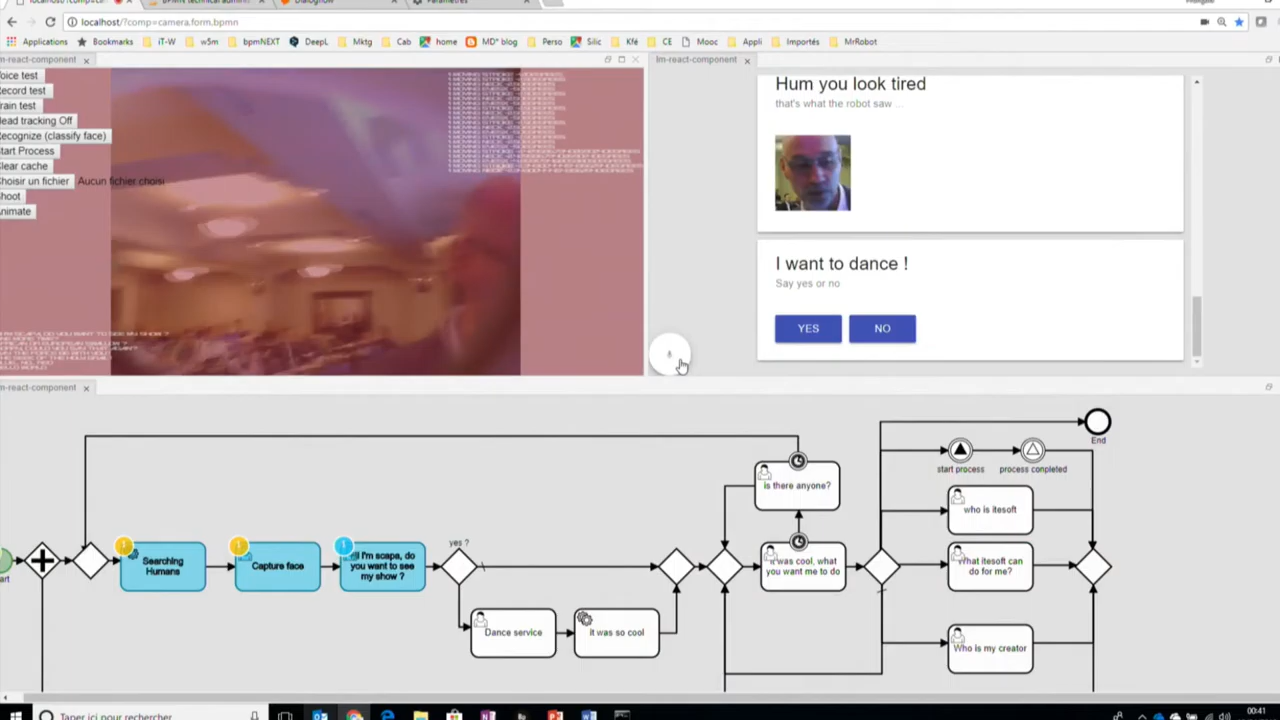 Dialogflow
Paramètres
localhost/?comp=camera.form.bpmn
Applications
Bookmarks
iT-W
w5m
bpmNEXT
DeepL
Mktg
Cab
home
MD* blog
Perso
Silic
Kfé
CE
Mooc
Appli
Importés
MrRobot
m-react-component
oice test
ecord test
rain test
ead tracking Off
ecognize (classify face)
tart Process
lear cache
hoisir un fichier Aucun fichier choisi
hoot
nimate
lm-react-component
Hum you look tired
that's what the robot saw ...
I want to dance !
Say yes or no
YES
NO
m-react-component
art
Searching
Humans
Capture face
I'm scapa, do
you want to see
my show ?
yes ?
Dance service
it was so cool
is there anyone?
it was cool, what
you want me to do
End
start process
process conpleted
who is itesoft
What itesoft can
do for me?
Who is my creator
Taper ici pour rechercher
00:41